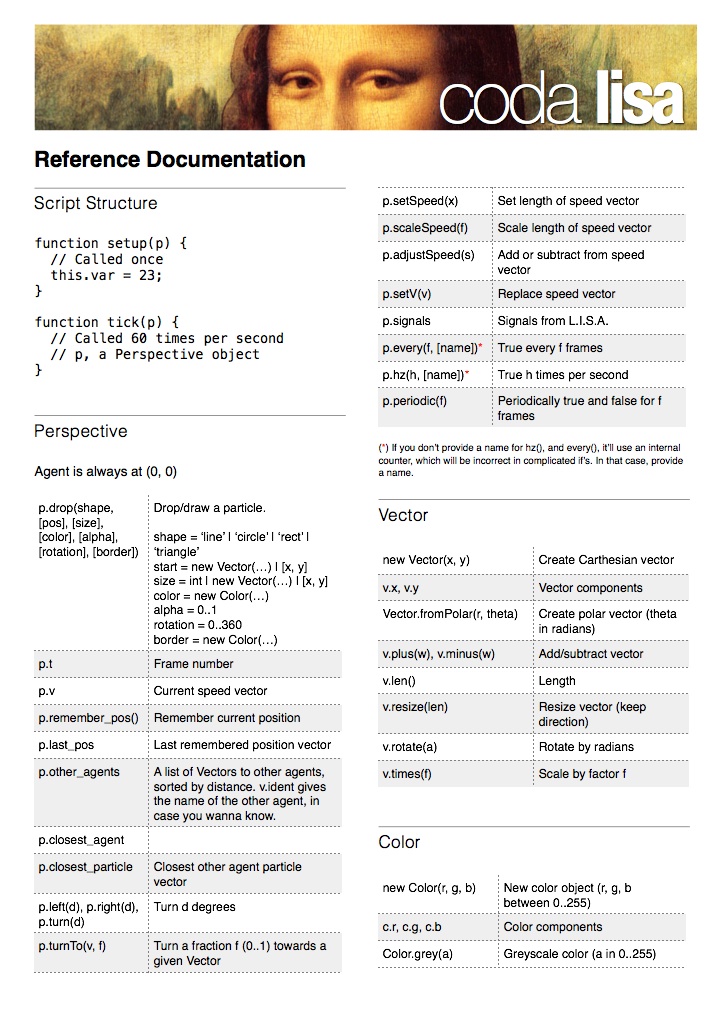 coda lisa
Reference Documentation
Script Structure
function setup(p) {
// Called once
this.var = 23;
}
function tick(p) {
// Called 60 times per second
// p, a Perspective object
}
Perspective
Agent is always at (0, 0)
p.drop(shape,
[pos], [size],
[color], [alpha],
[rotation], [border])
Drop/draw a particle.
shape = ‘line’ | ‘circle’ | ‘rect’ |
‘triangle’
start = new Vector(…) | [x, y]
size = int | new Vector(…) | [x, y]
color = new Color(…)
alpha = 0..1
rotation = 0..360
border = new Color(…)
p.t Frame number
p.v Current speed vector
p.remember_pos() Remember current position
p.last_pos Last remembered position vector
p.other_agents A list of Vectors to other agents,
sorted by distance. v.ident gives
the name of the other agent, in
case you wanna know.
p.closest_agent
p.closest_particle Closest other agent particle
vector
p.left(d), p.right(d), Turn d degrees
p.turn(d)
p.turnTo(v, f) Turn a fraction f (0..1) towards a
given Vector
p.setSpeed(x) Set length of speed vector
p.scaleSpeed(f) Scale length of speed vector
p.adjustSpeed(s) Add or subtract from speed
vector
p.setV(v) Replace speed vector
p.signals Signals from L.I.S.A.
p.every(f, [name])* True every f frames
p.hz(h, [name])* True h times per second
p.periodic(f) Periodically true and false for f
frames
(*) If you don’t provide a name for hz(), and every(), it’ll use an internal
counter, which will be incorrect in complicated if’s. In that case, provide
a name.
Vector
new Vector(x, y) Create Carthesian vector
v.x, v.y Vector components
Vector.fromPolar(r, theta) Create polar vector (theta
in radians)
v.plus(w), v.minus(w) Add/subtract vector
v.len() Length
v.resize(len) Resize vector (keep
direction)
v.rotate(a) Rotate by radians
v.times(f) Scale by factor f
Color
new Color(r, g, b) New color object (r, g, b
between 0..255)
c.r, c.g, c.b Color components
Color.grey(a) Greyscale color (a in 0..255)